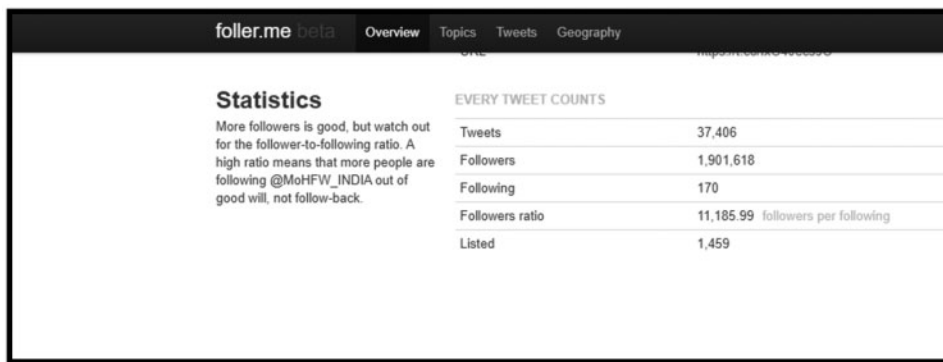 foller.me beta Overview Topics Tweets Geography
Statistics
More followers is good, but watch out
for the follower-to-following ratio. A
high ratio means that more people are
following @MoHFW_INDIA out of
good will, not follow-back.
EVERY TWEET COUNTS
Tweets 37,406
Followers 1,901,618
Following 170
Followers ratio 11,185.99 followers per following
Listed 1,459